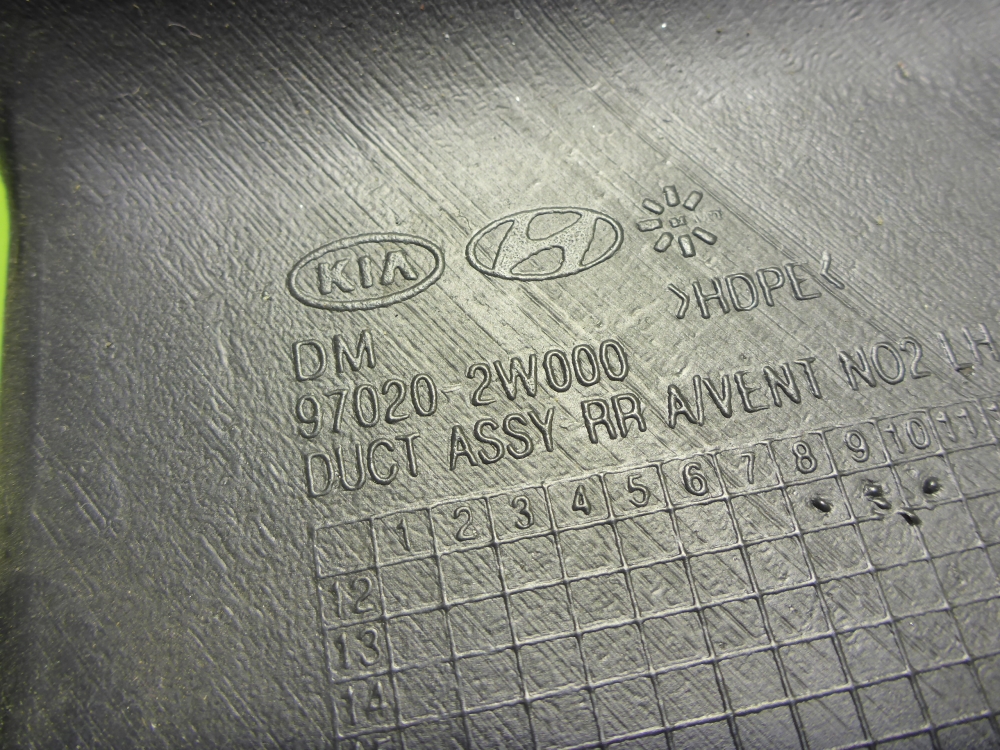 KIA
>HDPE<
DM
97020-2W000
DUCT ASSY RR A/VENT NO2 LH
1 2 3 4 5 6 7 8 9 10 11
12
13
14